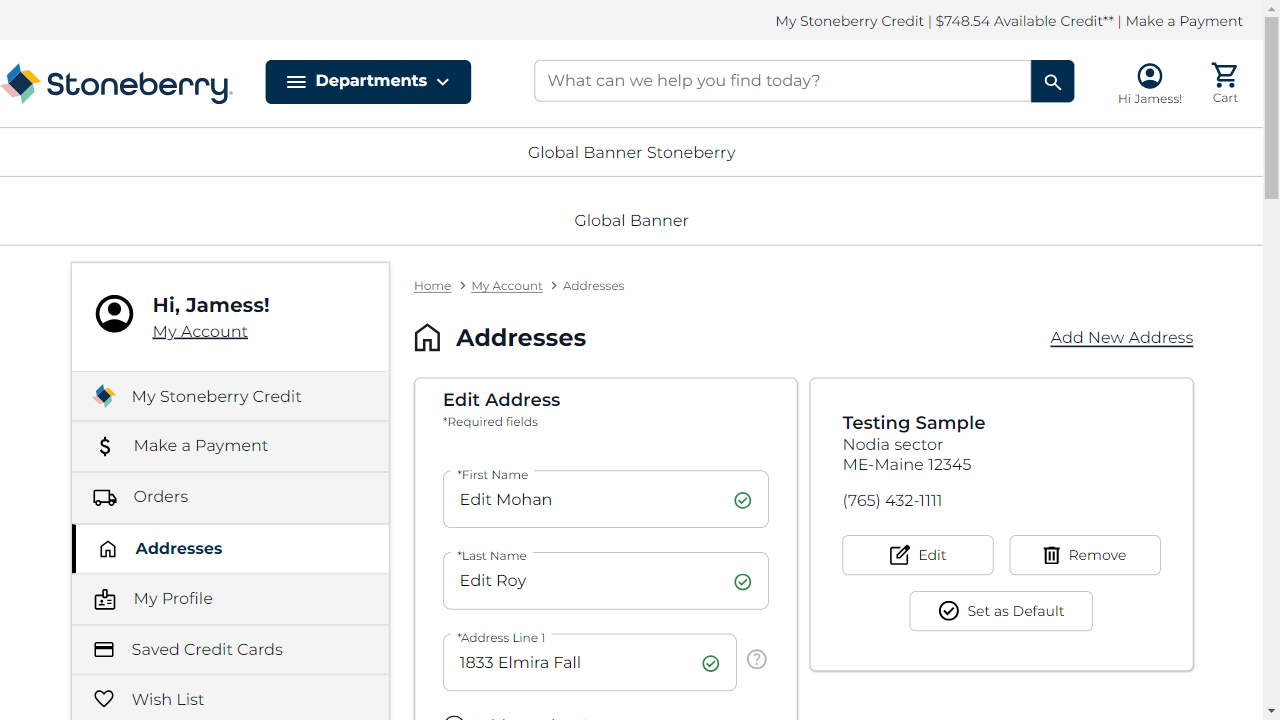 My Stoneberry Credit | $748.54 Available Credit** | Make a Payment
Stoneberry.
Departments
What can we help you find today?
Hi Jamess!
Cart
Global Banner Stoneberry
Global Banner
Hi, Jamess!
My Account
My Stoneberry Credit
Make a Payment
Orders
Addresses
My Profile
Saved Credit Cards
Wish List
Home > My Account > Addresses
Addresses
Add New Address
Edit Address
*Required fields
*First Name
Edit Mohan
*Last Name
Edit Roy
*Address Line 1
1833 Elmira Fall
?
Testing Sample
Nodia sector
ME-Maine 12345
(765) 432-1111
Edit
Remove
Set as Default